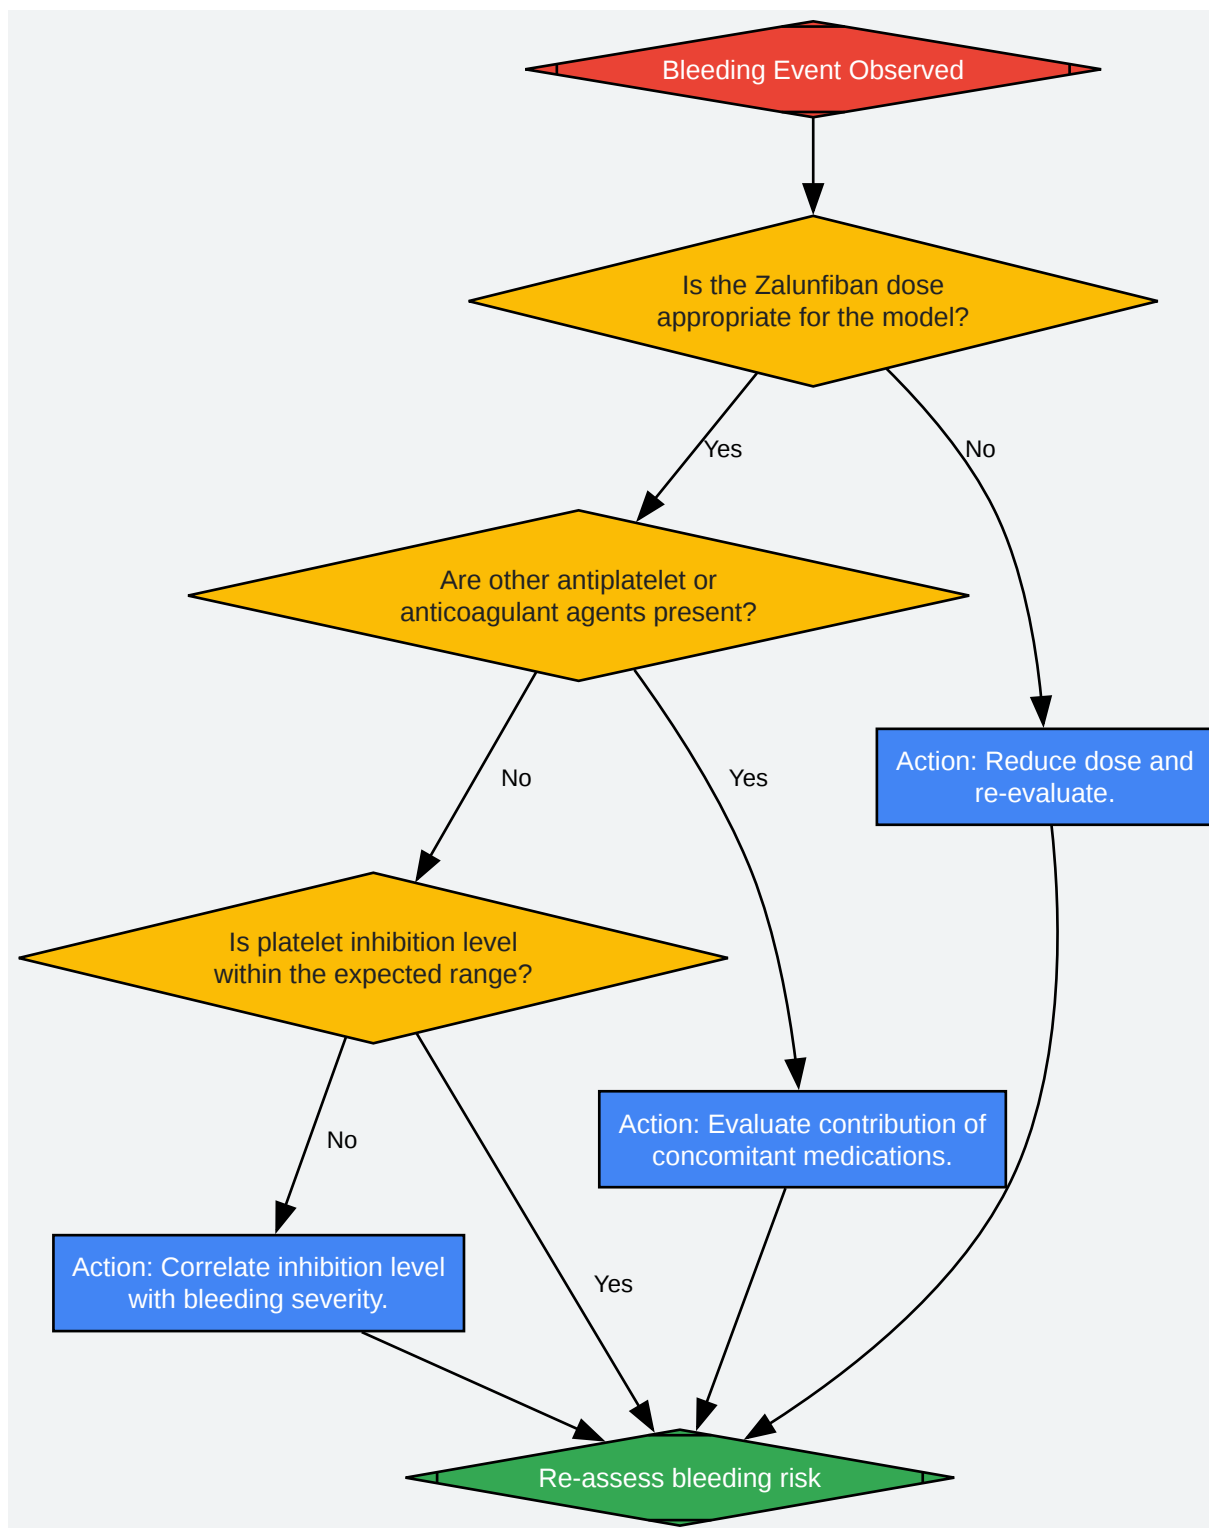 Bleeding Event Observed
Is the Zalunfiban dose
appropriate for the model?
Yes
No
Are other antiplatelet or
anticoagulant agents present?
No
Yes
Action: Reduce dose and
re-evaluate.
Is platelet inhibition level
within the expected range?
No
Action: Evaluate contribution of
concomitant medications.
Action: Correlate inhibition level
with bleeding severity.
Yes
Re-assess bleeding risk